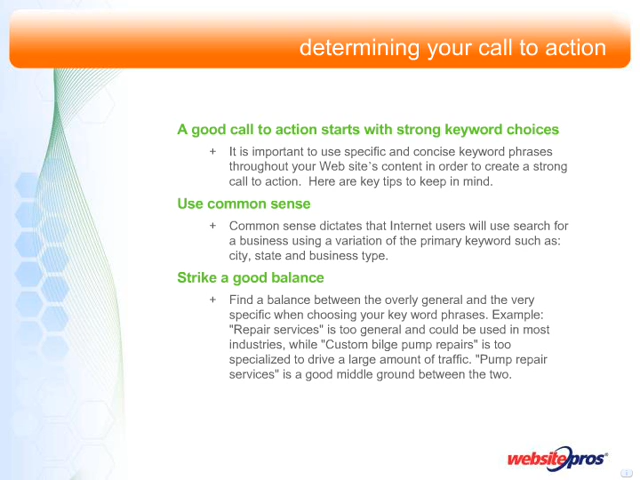 determining your call to action
A good call to action starts with strong keyword choices
+ It is important to use specific and concise keyword phrases
throughout your Web site's content in order to create a strong
call to action.  Here are key tips to keep in mind.
Use common sense
+ Common sense dictates that Internet users will use search for
a business using a variation of the primary keyword such as:
city, state and business type.
Strike a good balance
+ Find a balance between the overly general and the very
specific when choosing your key word phrases. Example:
"Repair services" is too general and could be used in most
industries, while "Custom bilge pump repairs" is too
specialized to drive a large amount of traffic. "Pump repair
services" is a good middle ground between the two.
websitepros®